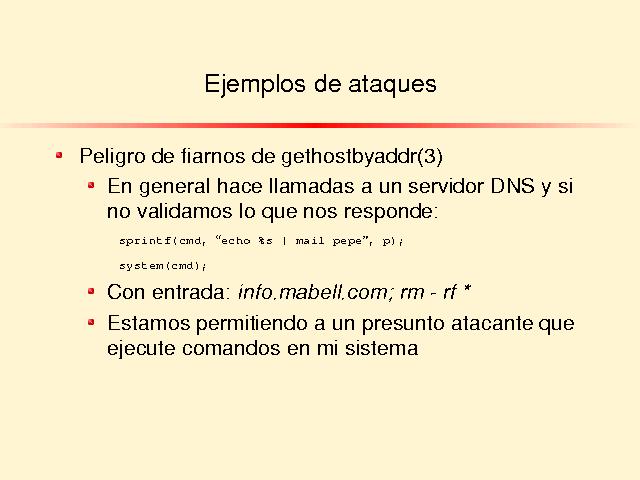 Ejemplos de ataques
Peligro de fiarnos de gethostbyaddr(3)
En general hace llamadas a un servidor DNS y si
no validamos lo que nos responde:
sprintf(cmd, “echo %s | mail pepe”, p);
system(cmd);
Con entrada: info.mabell.com; rm - rf *
Estamos permitiendo a un presunto atacante que
ejecute comandos en mi sistema